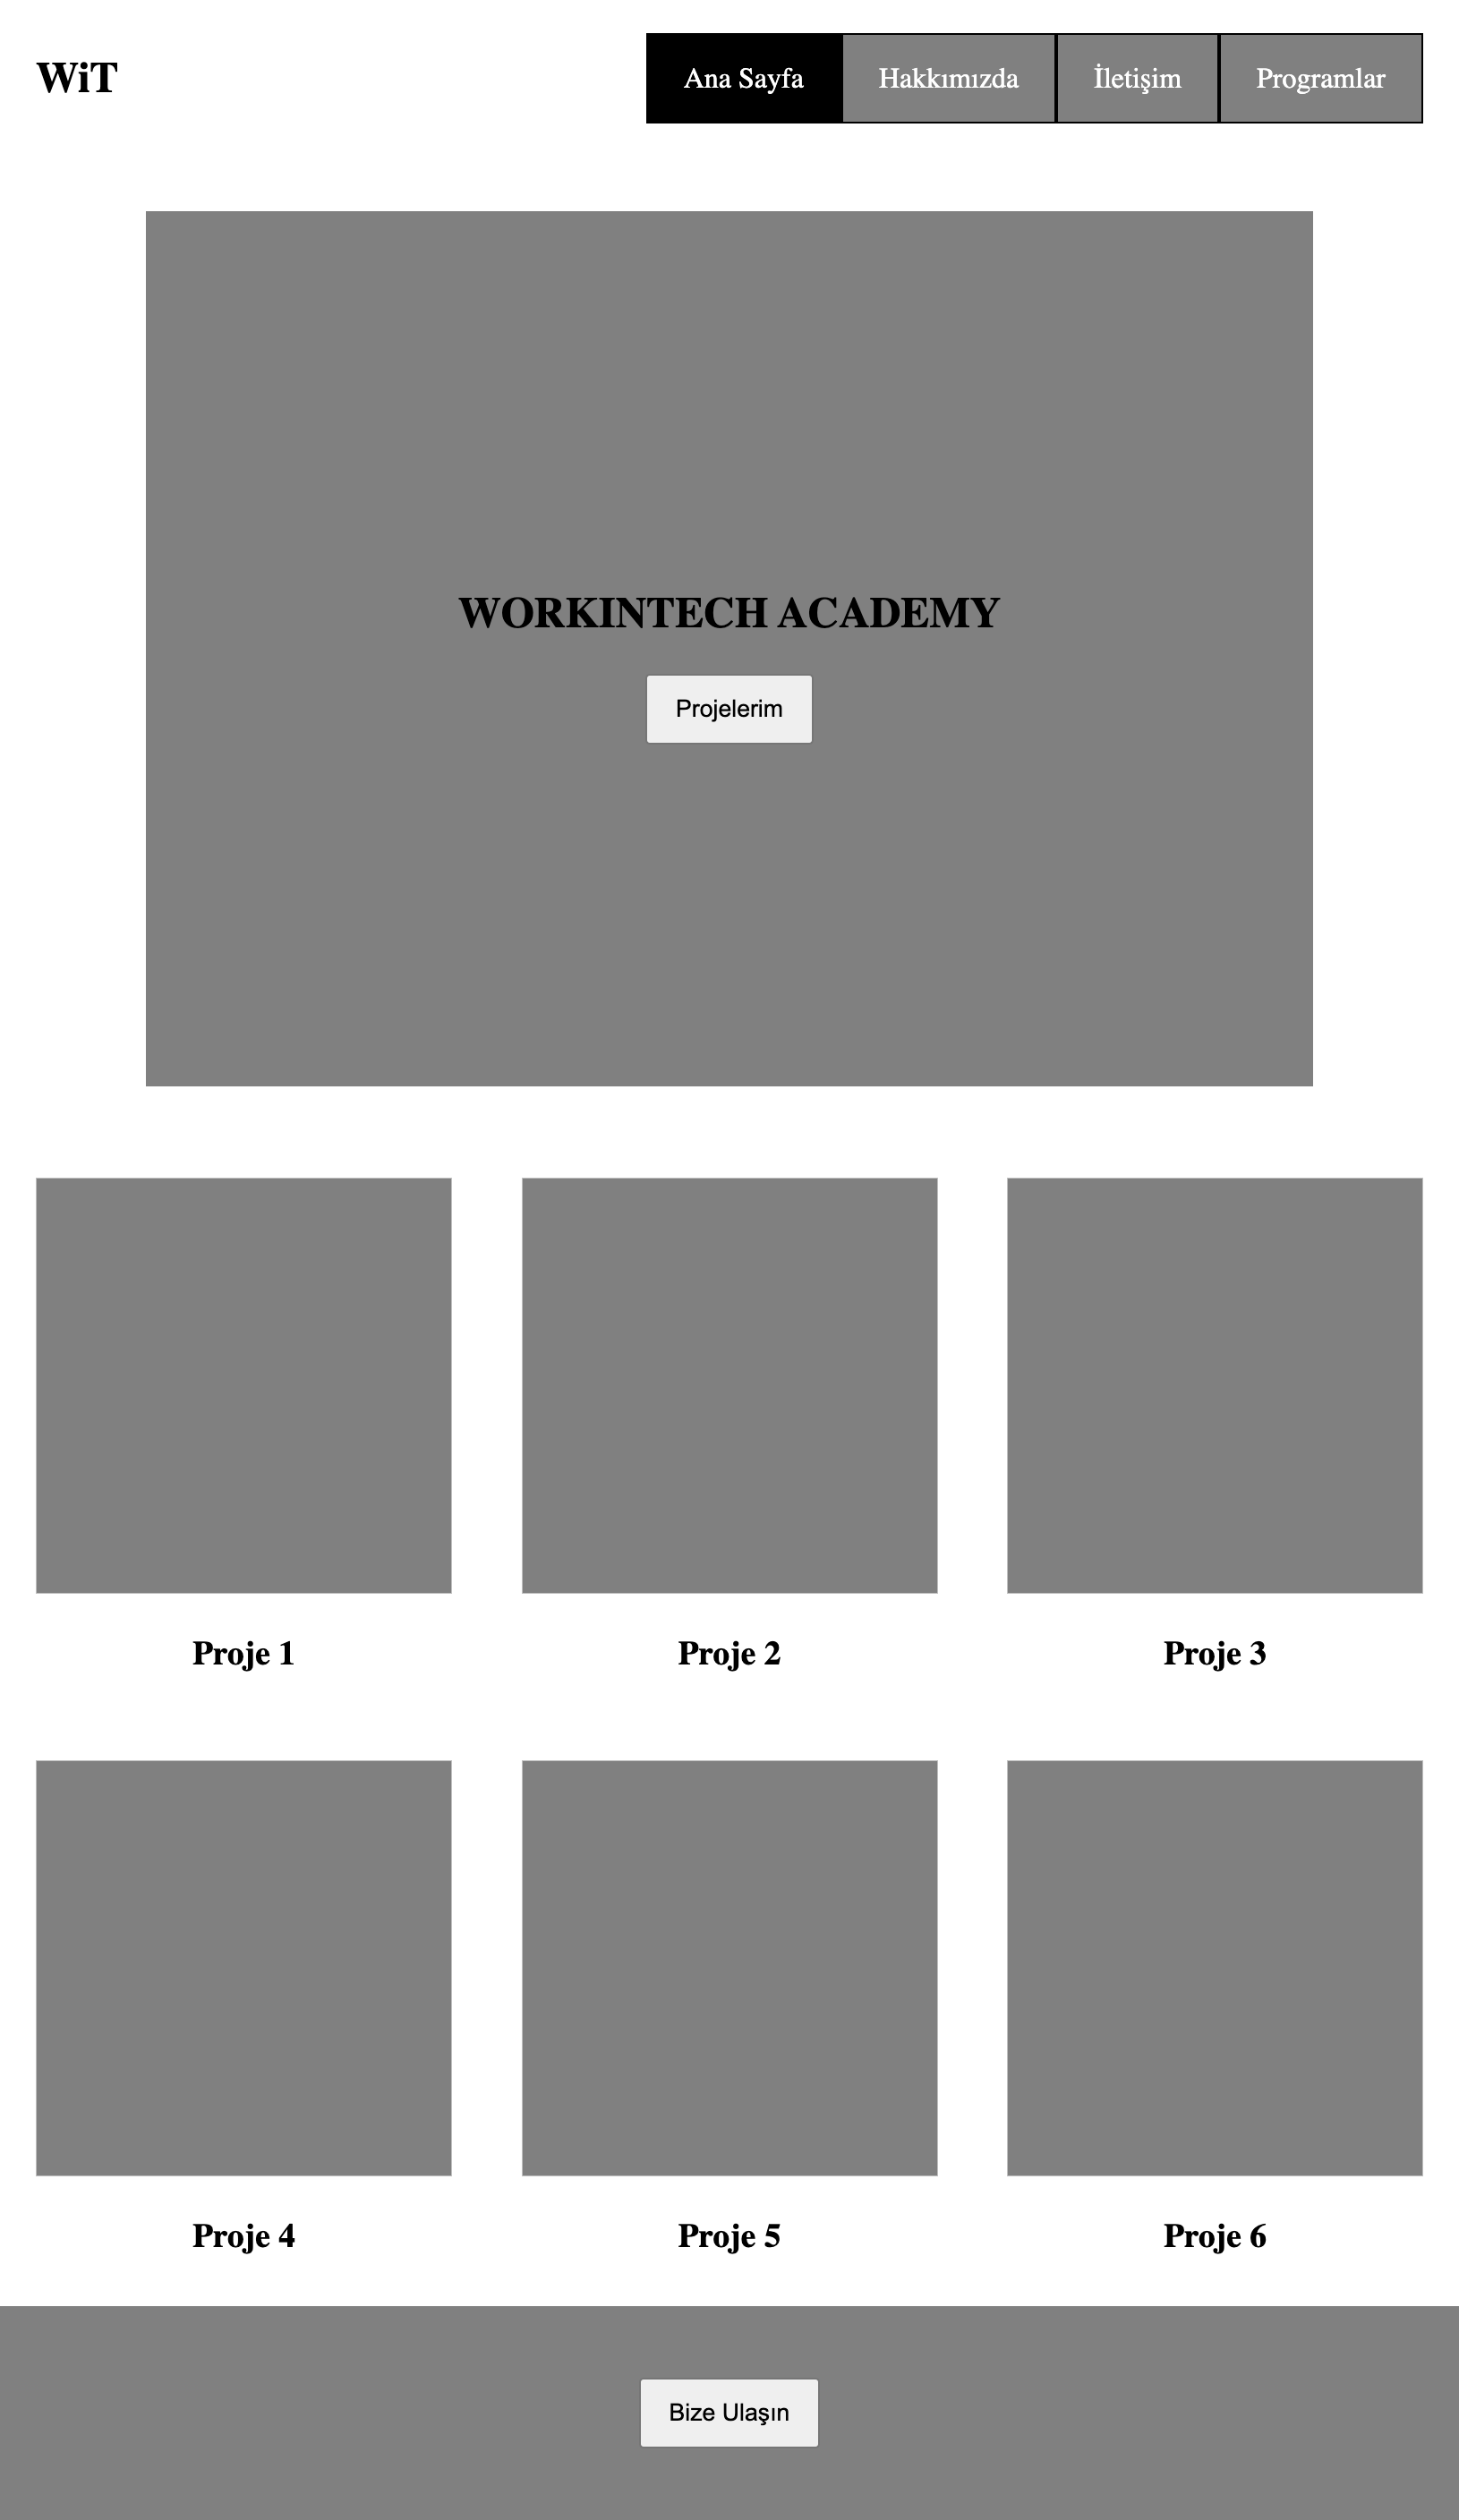 WiT
Ana Sayfa Hakkımızda İletişim Programlar
WORKINTECH ACADEMY
Projelerim
Proje 1 Proje 2 Proje 3
Proje 4 Proje 5 Proje 6
Bize Ulaşın